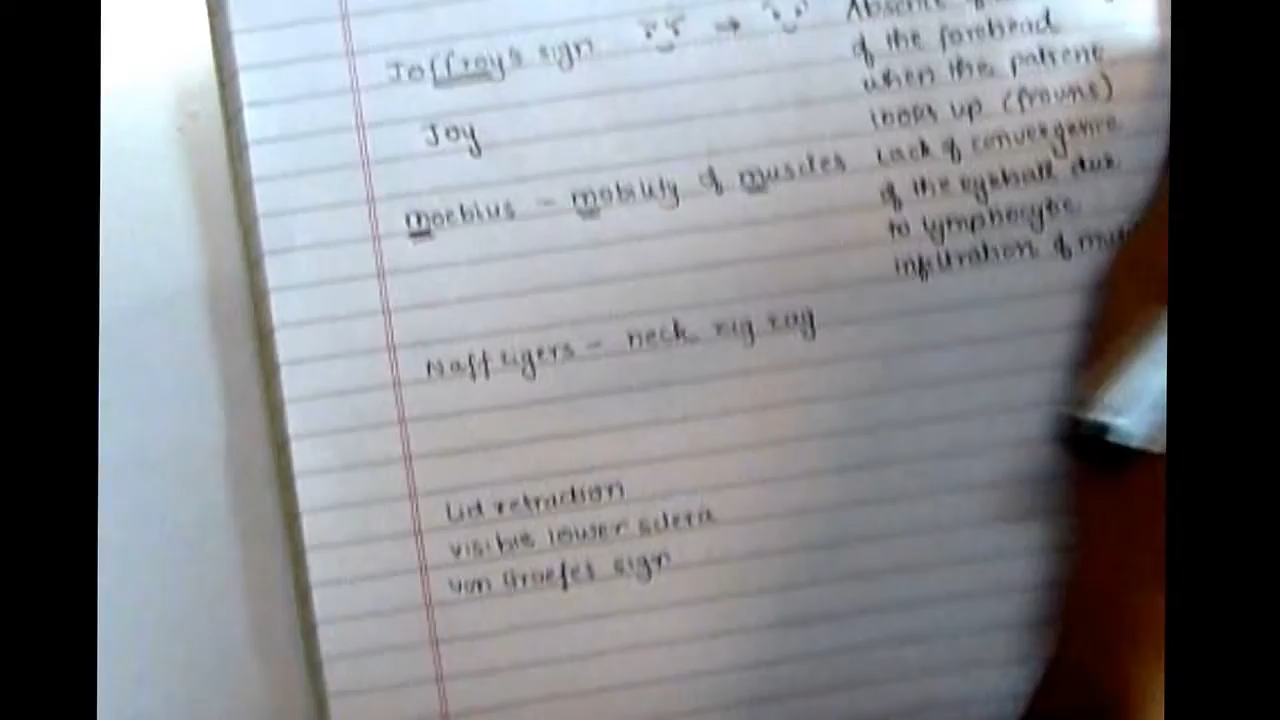 Joffroy's sign →
of the forehead
when the patient
looks up (frouns)
Joy
moebius - mobility of muscles
Lack of convergence
of the eyeball due
to lymphocyte
infiltration of
Naffzigers - neck zig zag
Lid retraction
visible lower sclera
von Graefes sign